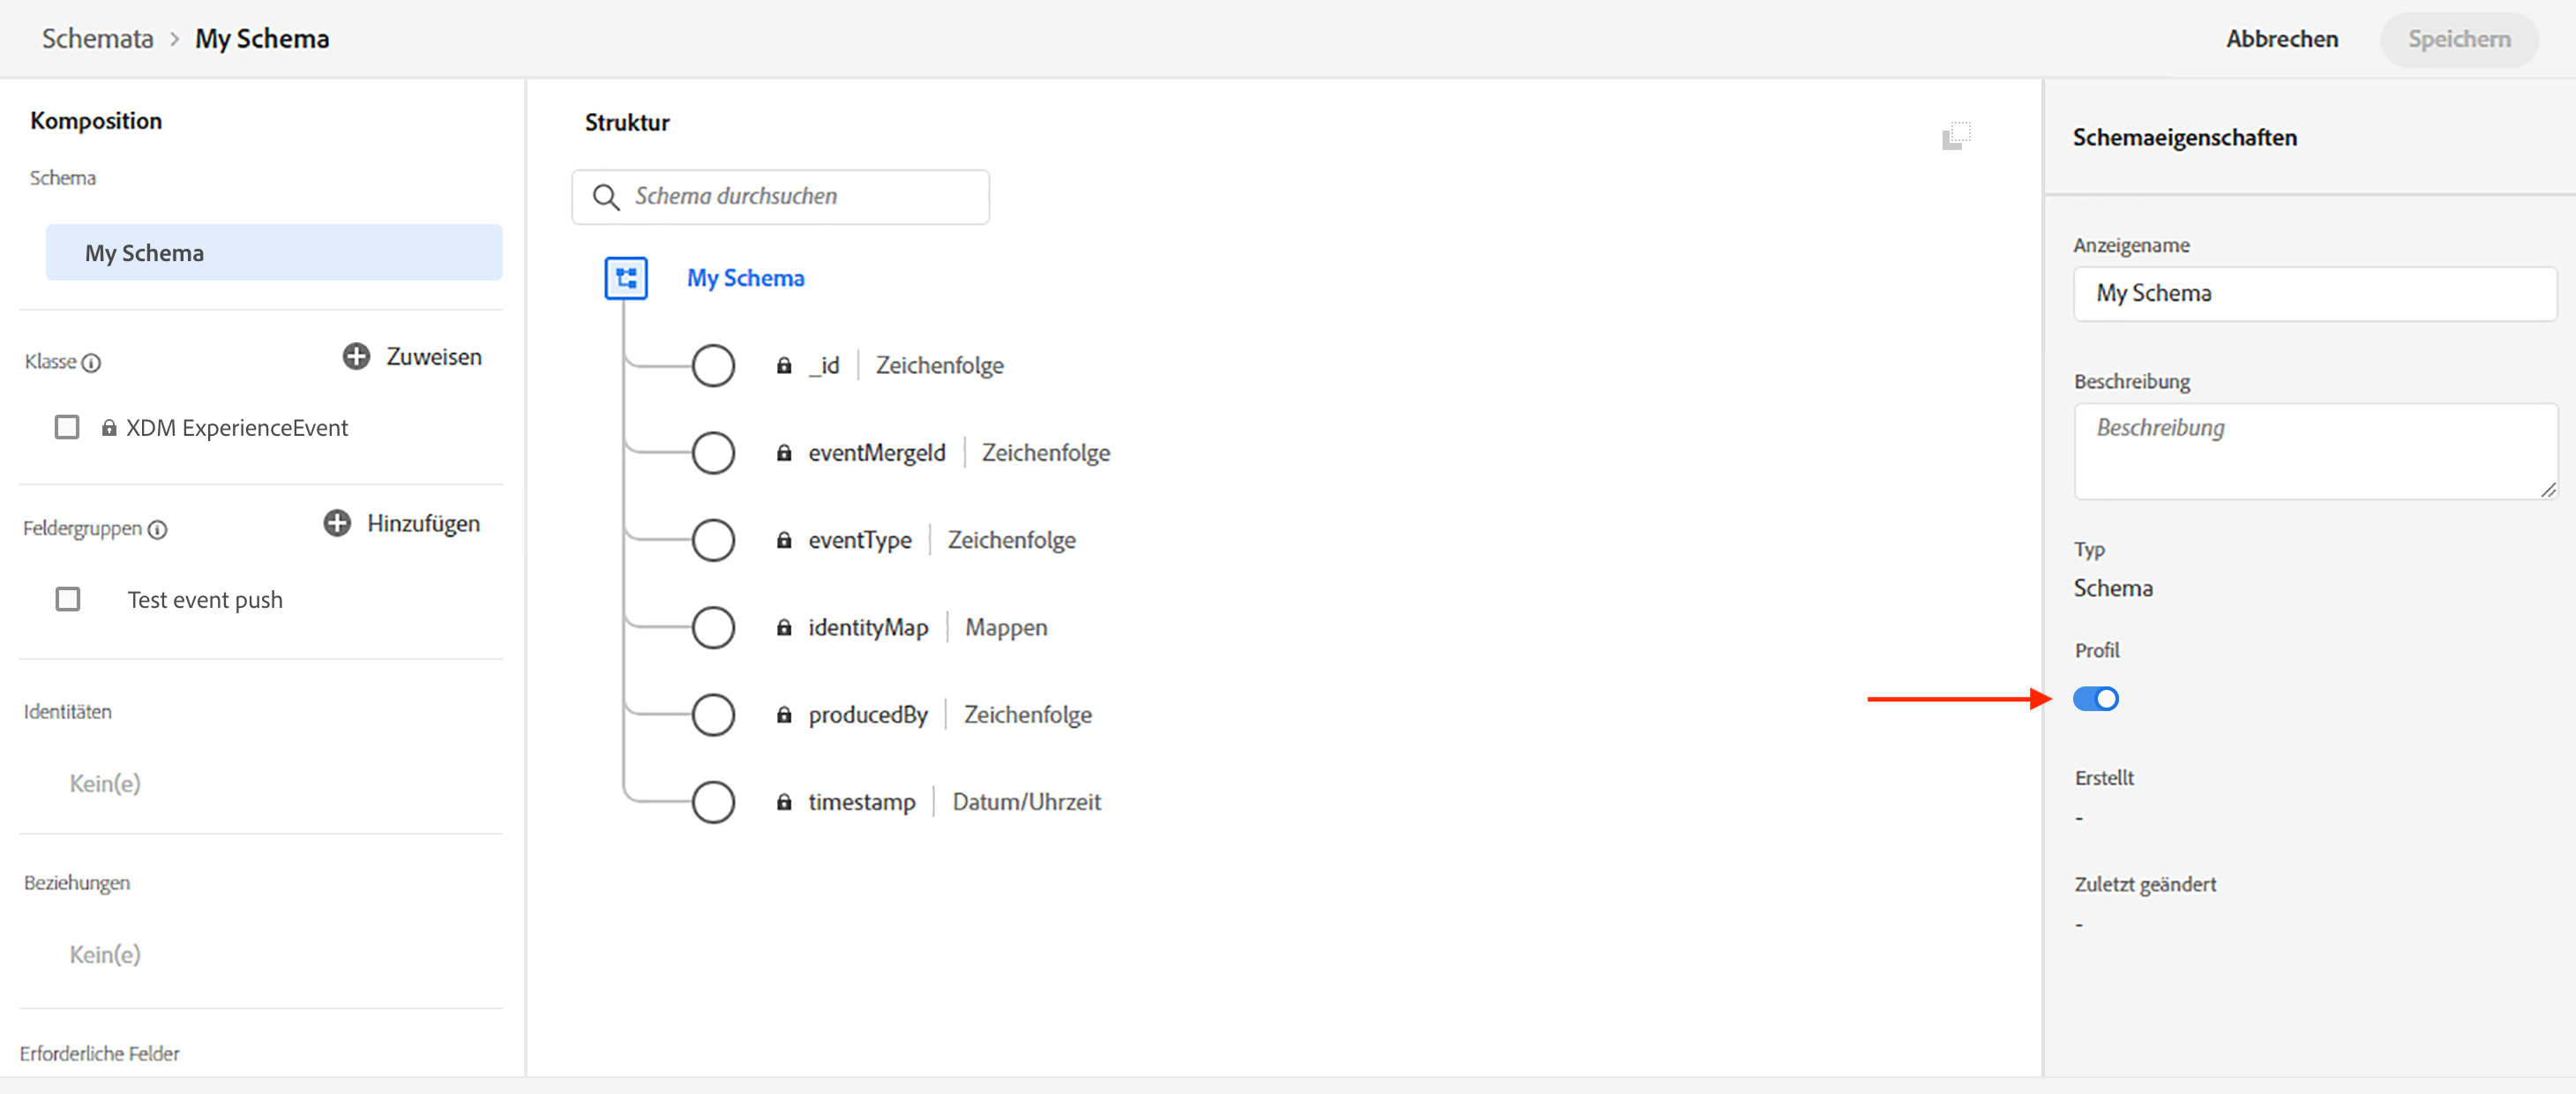 Schemata > My Schema
Abbrechen
Speichern
Komposition
Schema
My Schema
Klasse
Zuweisen
XDM ExperienceEvent
Feldergruppen
Hinzufügen
Test event push
Identitäten
Kein(e)
Beziehungen
Kein(e)
Erforderliche Felder
Struktur
Schema durchsuchen
My Schema
_id | Zeichenfolge
eventMergeId | Zeichenfolge
eventType | Zeichenfolge
identityMap | Mappen
producedBy | Zeichenfolge
timestamp | Datum/Uhrzeit
Schemaeigenschaften
Anzeigename
My Schema
Beschreibung
Beschreibung
Typ
Schema
Profil
Erstellt
-
Zuletzt geändert
-